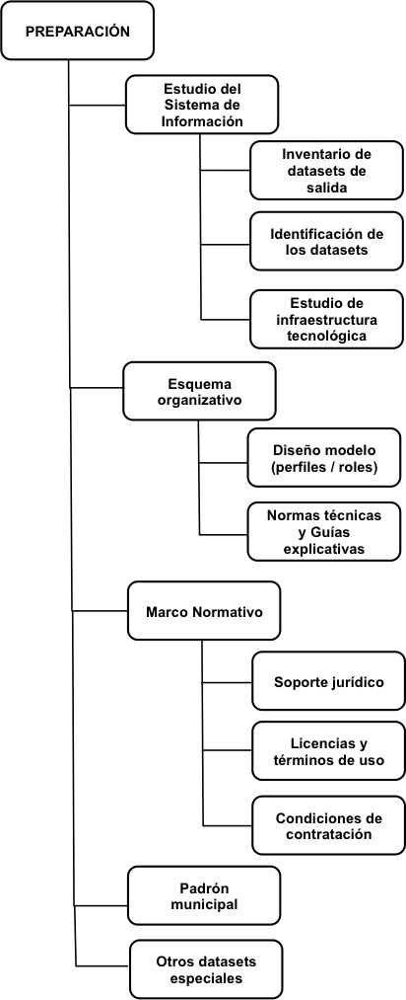 PREPARACIÓN
Estudio del
Sistema de
Información
Inventario de
datasets de
salida
Identificación de
los datasets
Estudio de
infraestructura
tecnológica
Esquema
organizativo
Diseño modelo
(perfiles / roles)
Normas técnicas
y Guías
explicativas
Marco Normativo
Soporte jurídico
Licencias y
términos de uso
Condiciones de
contratación
Padrón
municipal
Otros datasets
especiales